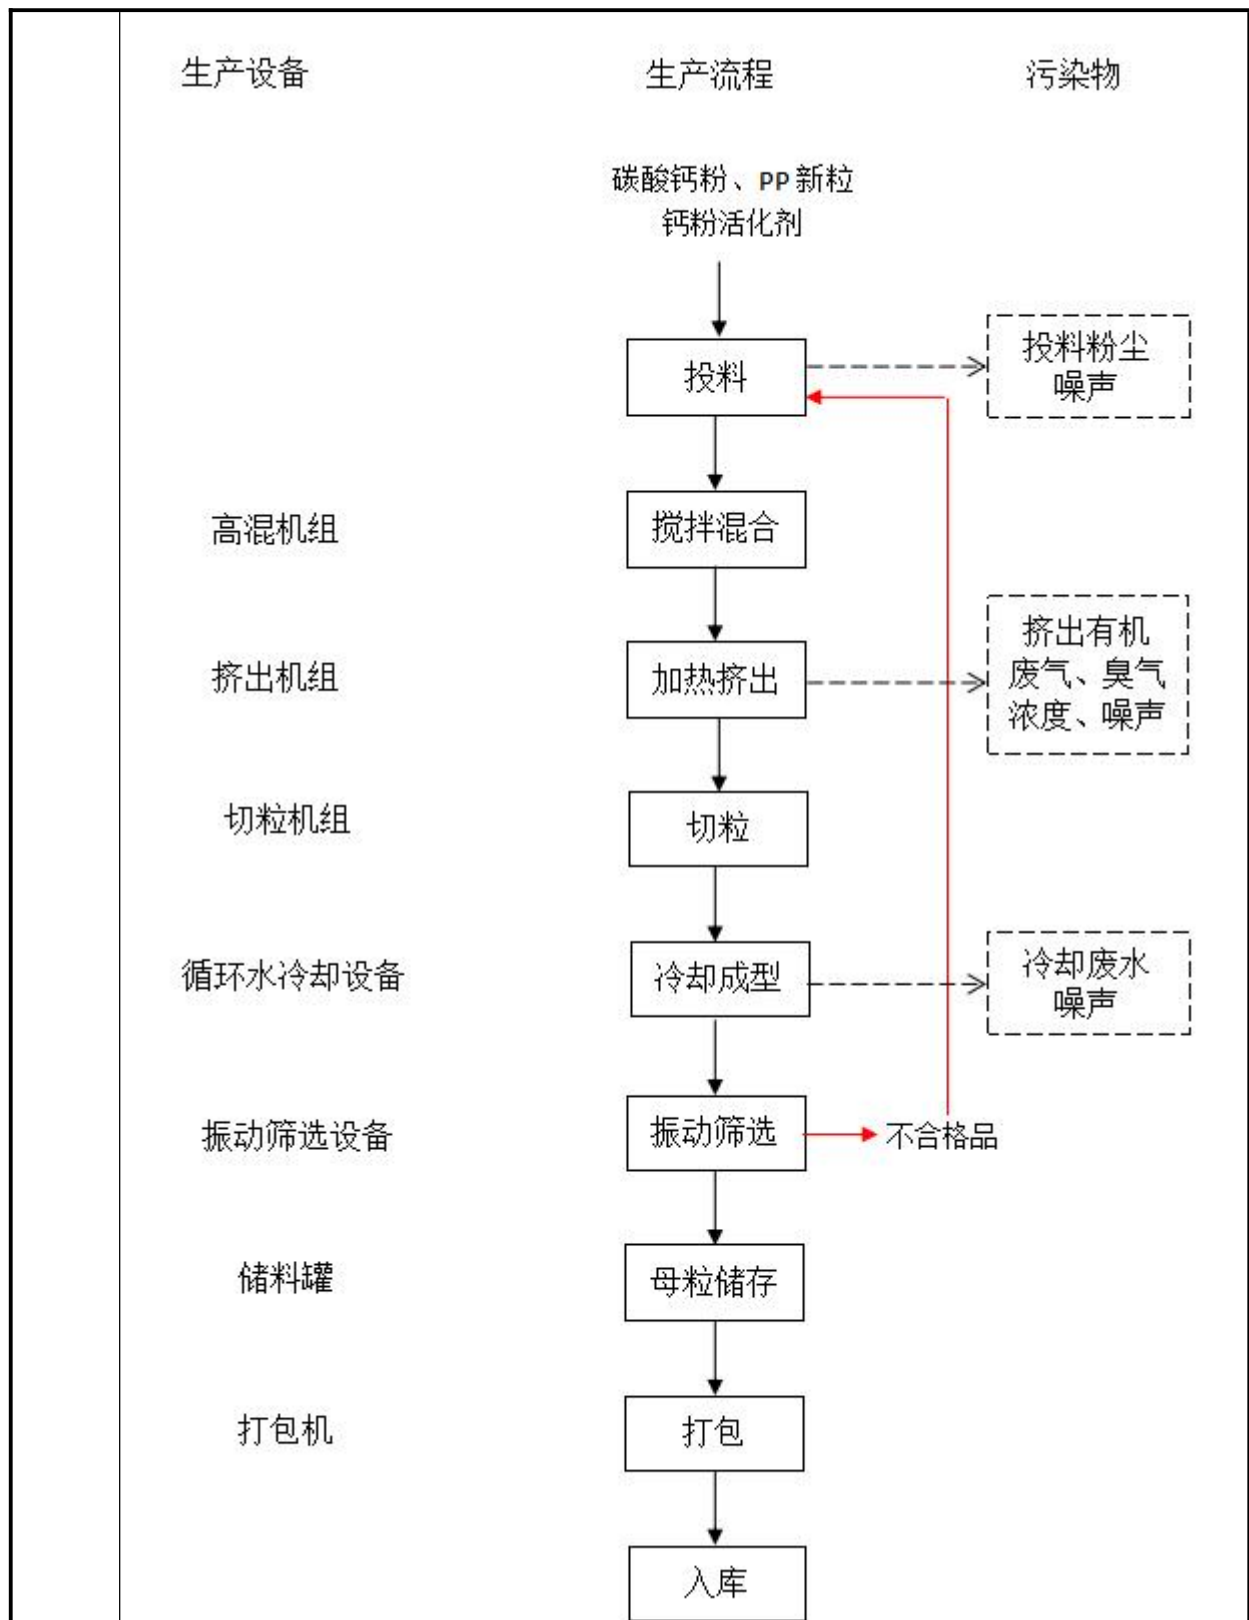 生产设备 生产流程 污染物
碳酸钙粉、PP新粒
钙粉活化剂
投料
投料粉尘
噪声
高混机组
搅拌混合
挤出机组
加热挤出
挤出有机
废气、臭气
浓度、噪声
切粒机组
切粒
循环水冷却设备
冷却成型
冷却废水
噪声
振动筛选设备
振动筛选
不合格品
储料罐
母粒储存
打包机
打包
入库